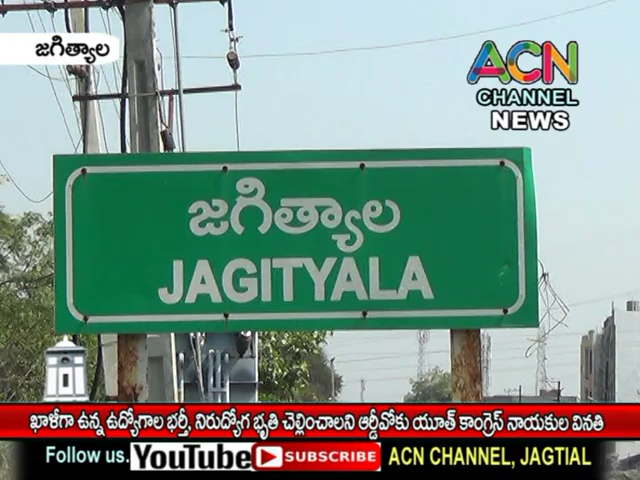 జగిత్యాల
ACN
CHANNEL
NEWS
జగిత్యాల
JAGITYALA
ఖాళీగా ఉన్న ఉద్యోగాల భర్తీ, నిరుద్యోగ భృతి చెల్లించాలని ఆర్డీవోకు యూత్ కాంగ్రెస్ నాయకుల వినతి
Follow us. on YouTube SUBSCRIBE ACN CHANNEL, JAGTIAL